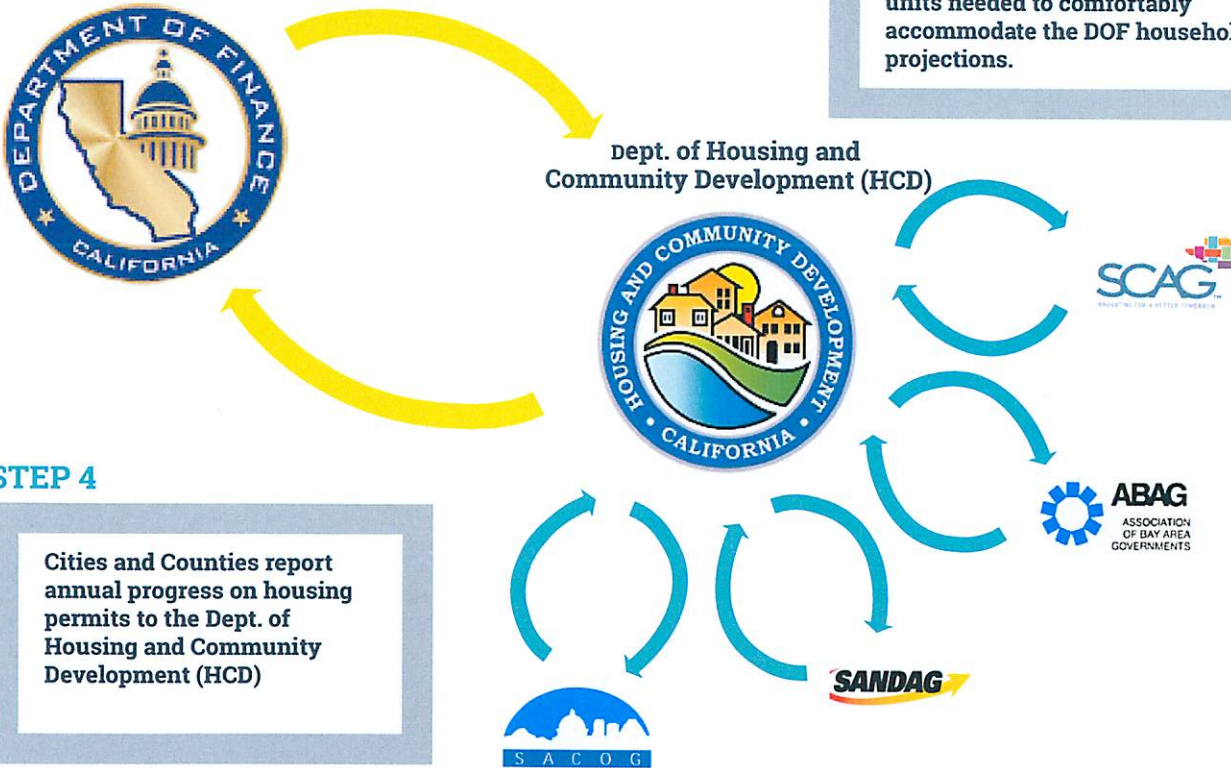 DEPARTMENT OF FINANCE
CALIFORNIA
units needed to comfortably
accommodate the DOF househol
projections.
Dept. of Housing and
Community Development (HCD)
HOUSING AND COMMUNITY DEVELOPMENT
CALIFORNIA
SCAG
ABAG
ASSOCIATION
OF BAY AREA
GOVERNMENTS
STEP 4
Cities and Counties report
annual progress on housing
permits to the Dept. of
Housing and Community
Development (HCD)
SANDAG
SACOG